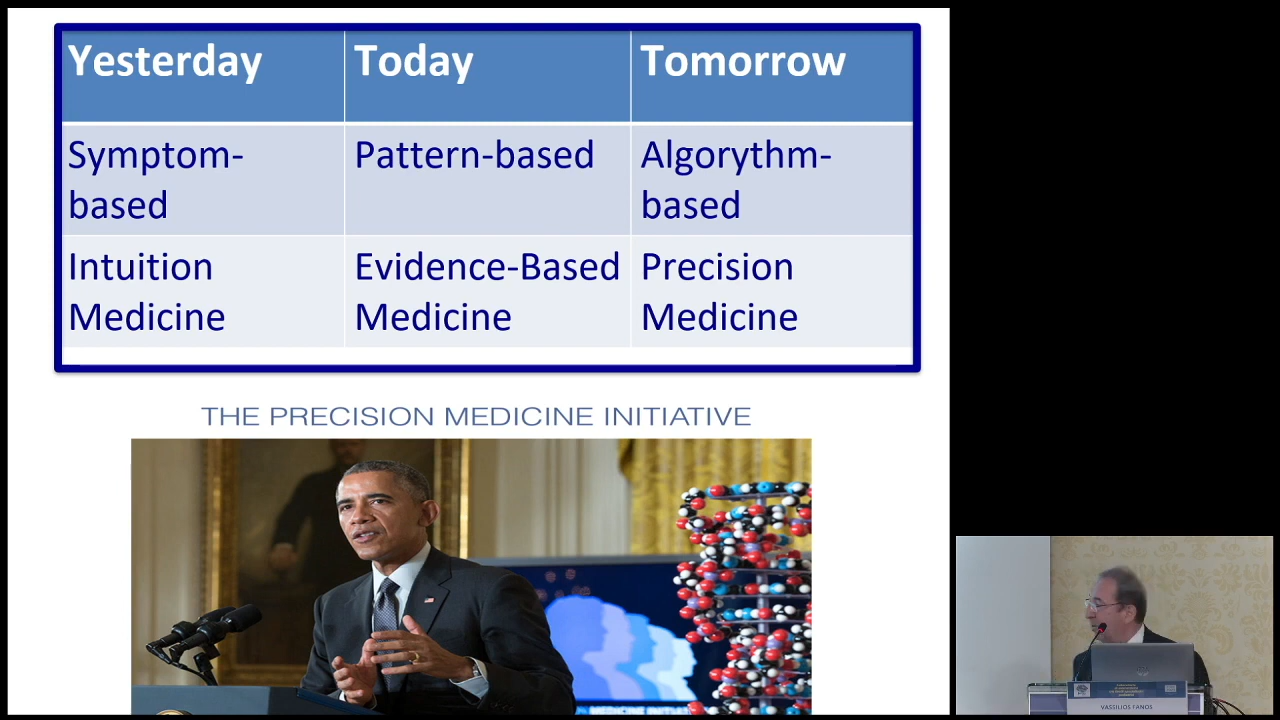 Yesterday
Today
Tomorrow
Symptom-
based
Pattern-based
Algorythm-
based
Intuition
Medicine
Evidence-Based
Medicine
Precision
Medicine
THE PRECISION MEDICINE INITIATIVE
VASSILIOS FANOS